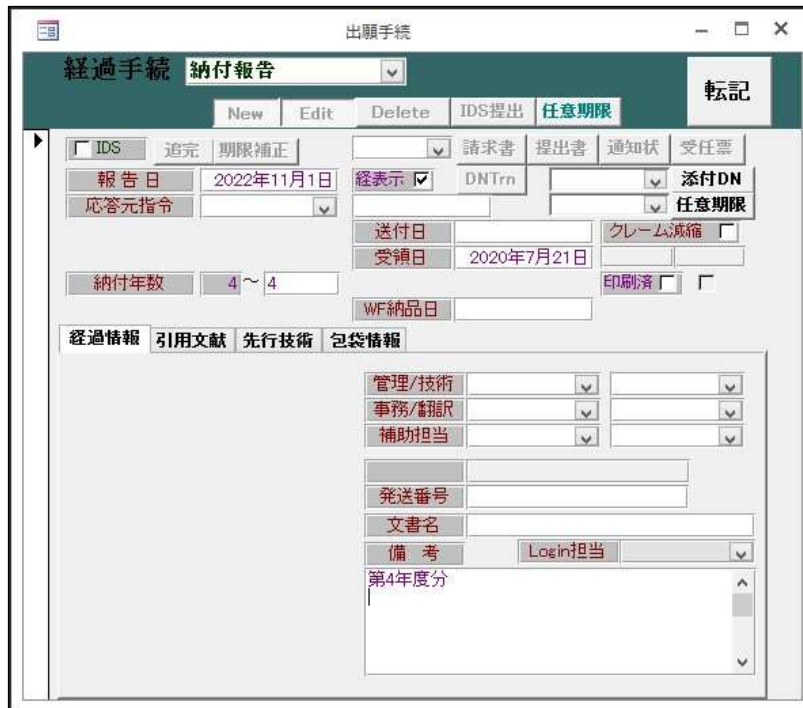 出願手続
経過手続 納付報告
転記
New Edit Delete IDS提出 任意期限
IDS 追完 期限補正 請求書 提出書 通知状 受任票
報告日 2022年11月1日 経表示 DNTrn 添付DN
応答元指令 任意期限
送付日 クレーム減縮
受領日 2020年7月21日
納付年数 4～4 印刷済
WF納品日
経過情報 引用文献 先行技術 包袋情報
管理/技術
事務/翻訳
補助担当
発送番号
文書名
備 考 Login担当
第4年度分